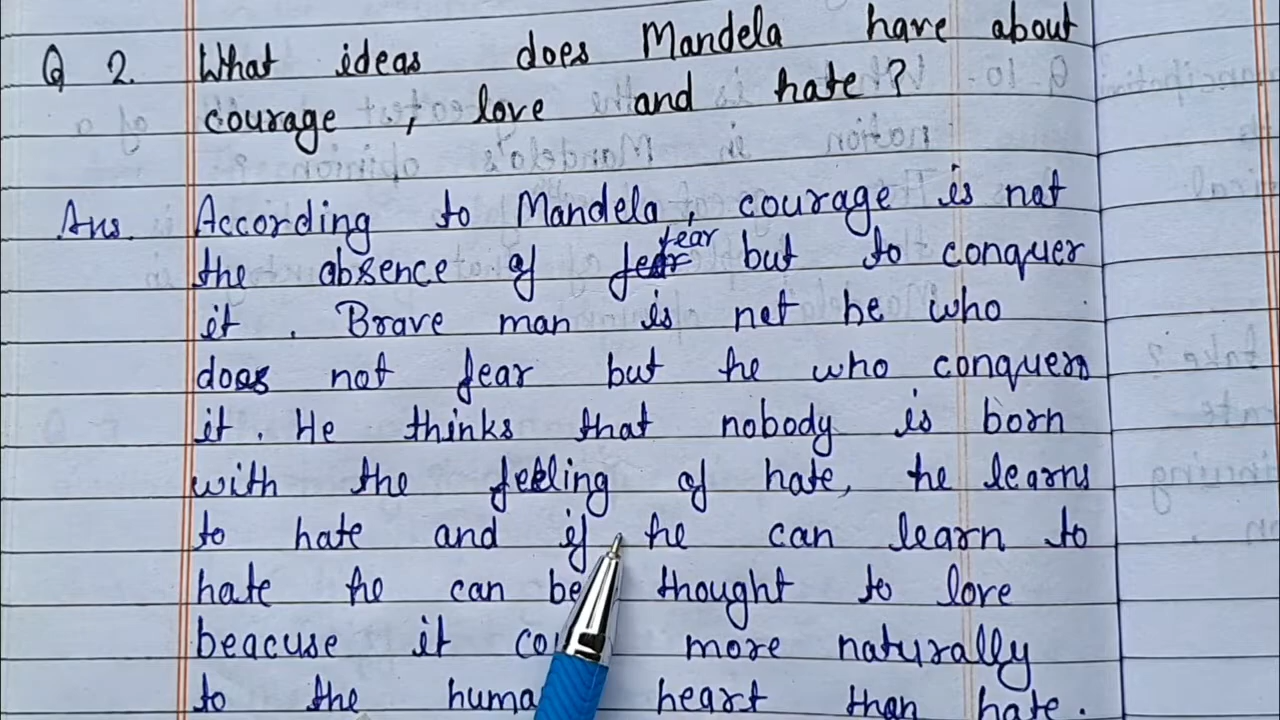 Q 2. What ideas does Mandela have about
courage, love and hate?
Ans. According to Mandela, courage is not
the absence of fear but to conquer
it. Brave man is not he who
does not fear but he who conquers
it. He thinks that nobody is born
with the feeling of hate, he learns
to hate and if he can learn to
hate he can be thought to love
beacuse it more naturally
to the heart than hate.